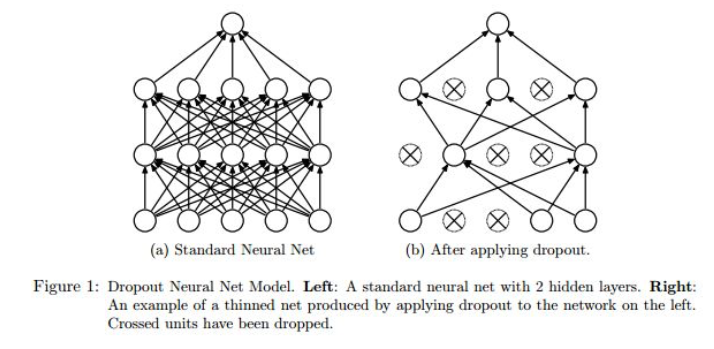 (a) Standard Neural Net
(b) After applying dropout.
Figure 1: Dropout Neural Net Model. Left: A standard neural net with 2 hidden layers. Right:
An example of a thinned net produced by applying dropout to the network on the left.
Crossed units have been dropped.